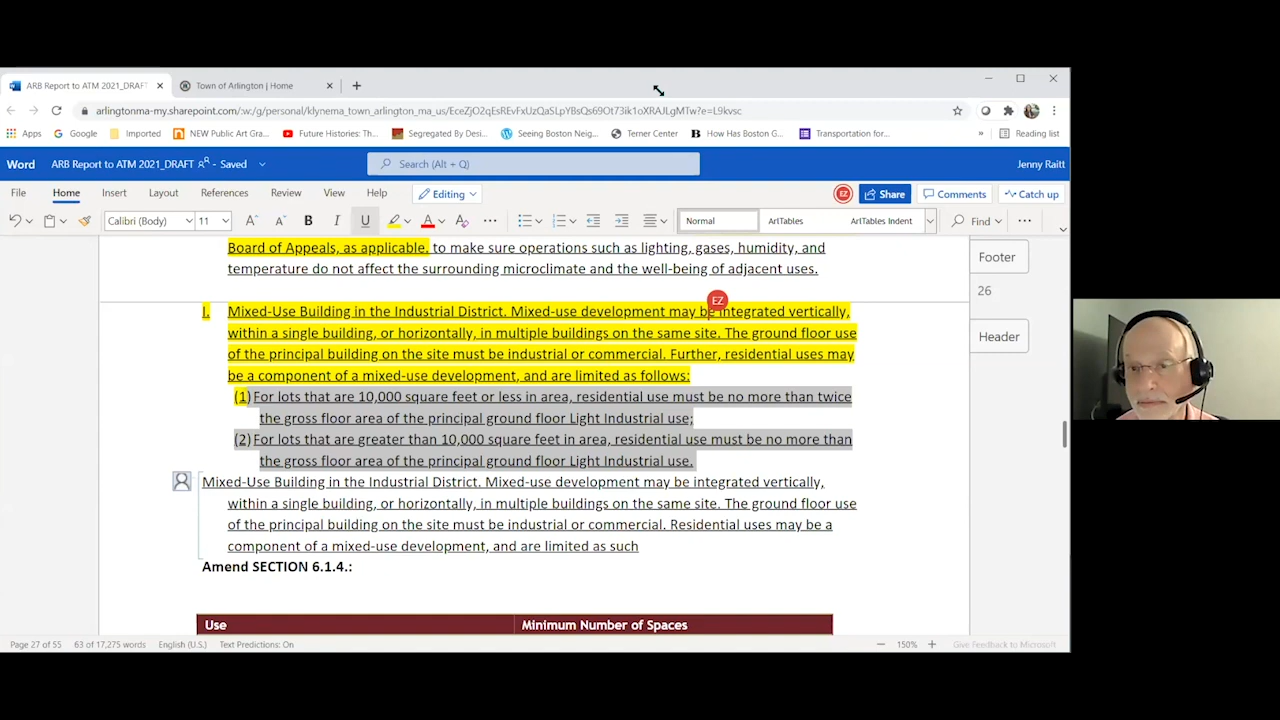 ARB Report to ATM 2021_DRAFT
Town of Arlington | Home
arlingtonma-my.sharepoint.com/:w:/g/personal/klynema_town_arlington_ma_us/EceZjO2qEsREvFxUzQaSLpYBsQs69Ot73ik1oXRAJLgMTw?e=L9kvsc
Apps Google Imported NEW Public Art Gra... Future Histories: Th... Segregated By Desi... Seeing Boston Neig... Terner Center How Has Boston G... Transportation for... » Reading list
Word ARB Report to ATM 2021_DRAFT - Saved Search (Alt + Q) Jenny Raitt
File Home Insert Layout References Review View Help Editing EZ Share Comments Catch up
Calibri (Body) 11 B I U A Normal ArtTables ArtTables Indent Find
Board of Appeals, as applicable. to make sure operations such as lighting, gases, humidity, and
temperature do not affect the surrounding microclimate and the well-being of adjacent uses.
Footer
26
Header
EZ
I. Mixed-Use Building in the Industrial District. Mixed-use development may be integrated vertically,
within a single building, or horizontally, in multiple buildings on the same site. The ground floor use
of the principal building on the site must be industrial or commercial. Further, residential uses may
be a component of a mixed-use development, and are limited as follows:
(1) For lots that are 10,000 square feet or less in area, residential use must be no more than twice
the gross floor area of the principal ground floor Light Industrial use;
(2) For lots that are greater than 10,000 square feet in area, residential use must be no more than
the gross floor area of the principal ground floor Light Industrial use.
Mixed-Use Building in the Industrial District. Mixed-use development may be integrated vertically,
within a single building, or horizontally, in multiple buildings on the same site. The ground floor use
of the principal building on the site must be industrial or commercial. Residential uses may be a
component of a mixed-use development, and are limited as such
Amend SECTION 6.1.4.:
Use Minimum Number of Spaces
Page 27 of 55 63 of 17,275 words English (U.S.) Text Predictions: On 150% Give Feedback to Microsoft